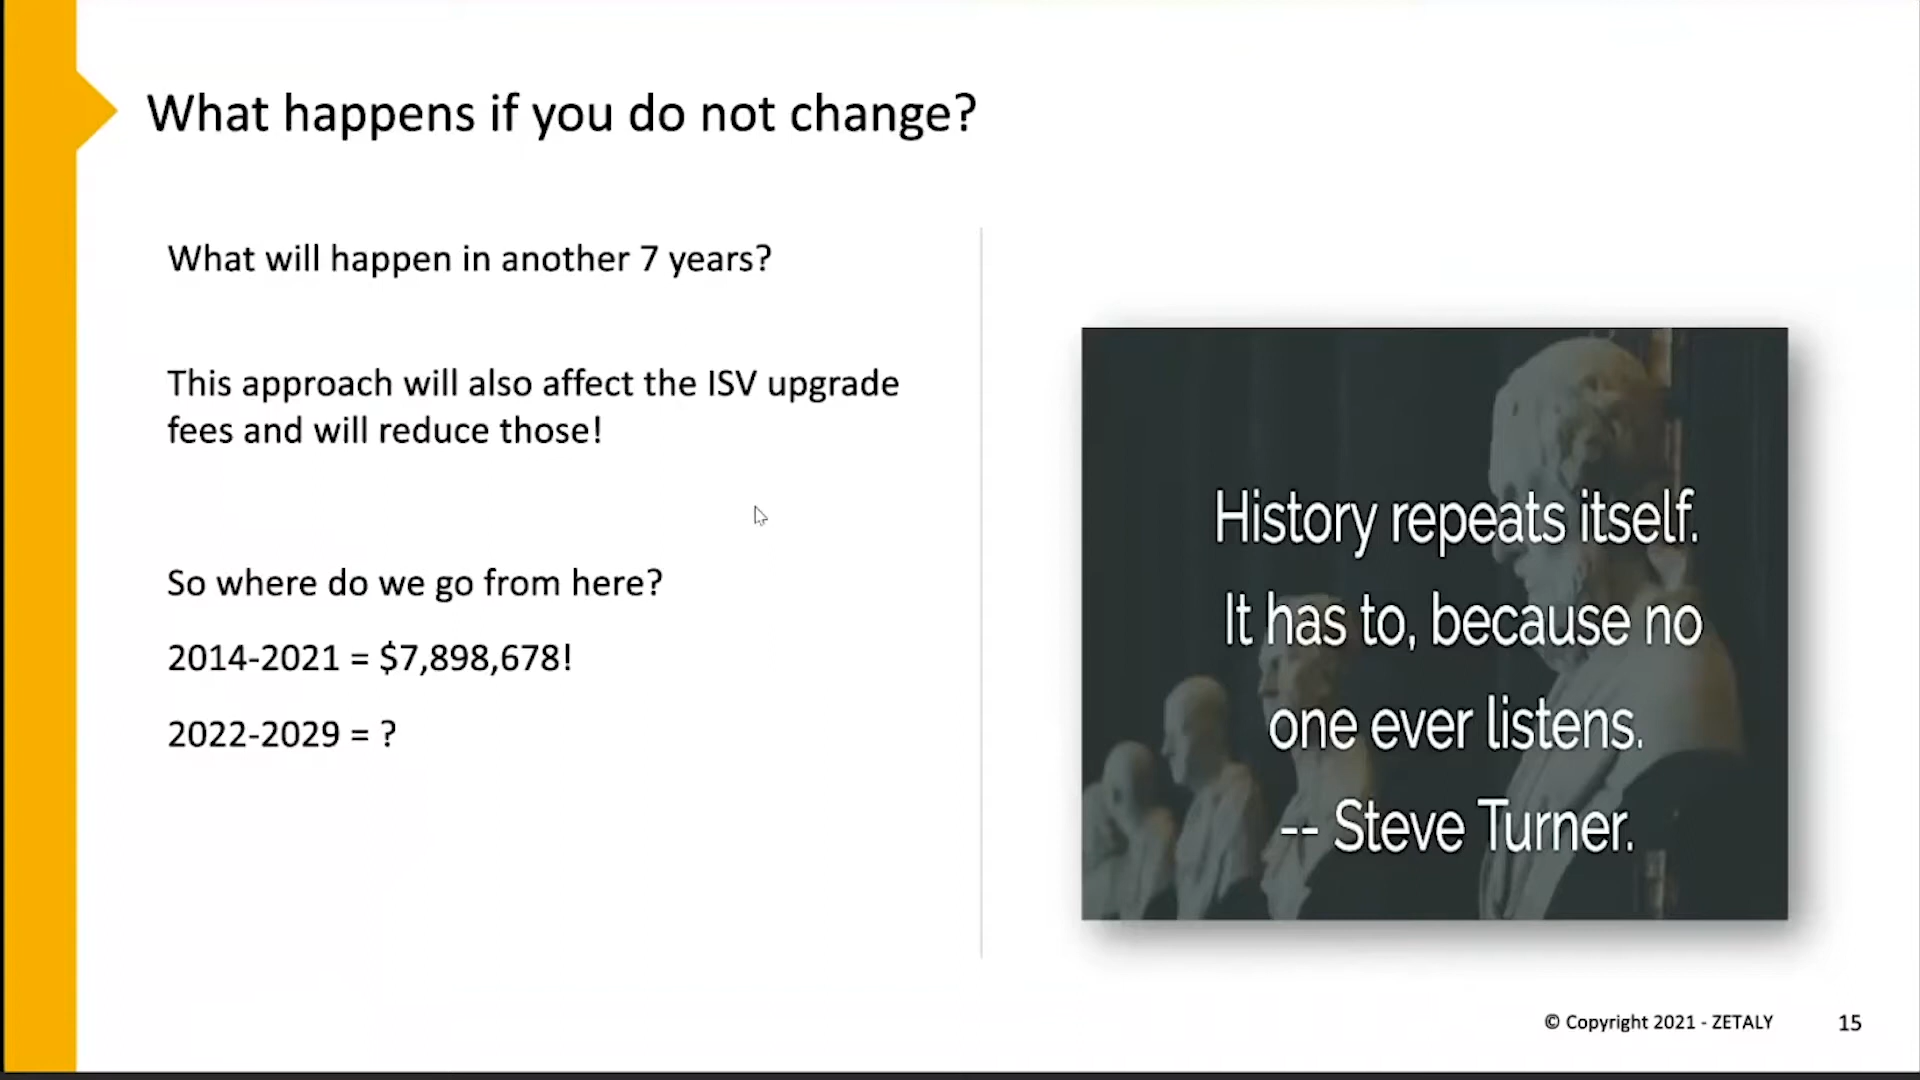 What happens if you do not change?
What will happen in another 7 years?
This approach will also affect the ISV upgrade
fees and will reduce those!
So where do we go from here?
2014-2021 = $7,898,678!
2022-2029 = ?
History repeats itself.
It has to, because no
one ever listens.
-- Steve Turner.
© Copyright 2021 - ZETALY
15